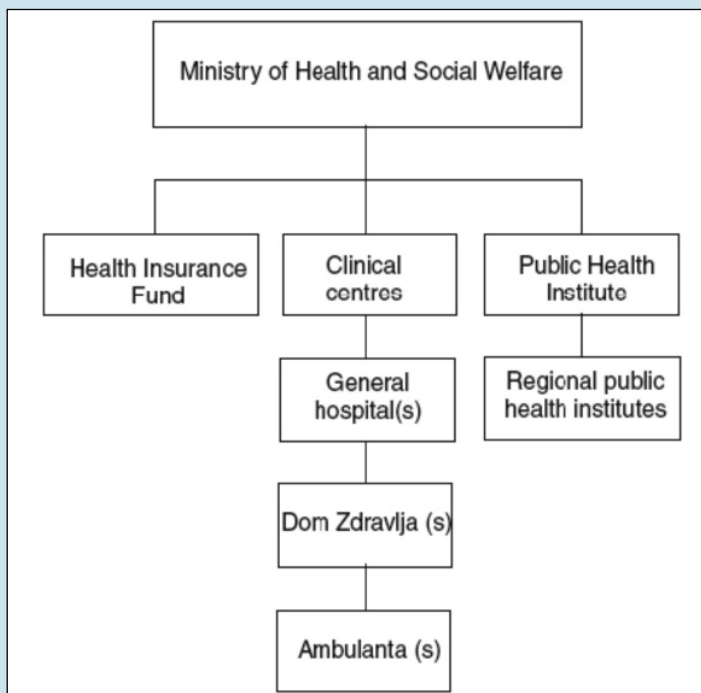 Ministry of Health and Social Welfare
Health Insurance
Fund
Clinical
centres
Public Health
Institute
General
hospital(s)
Regional public
health institutes
Dom Zdravlja (s)
Ambulanta (s)